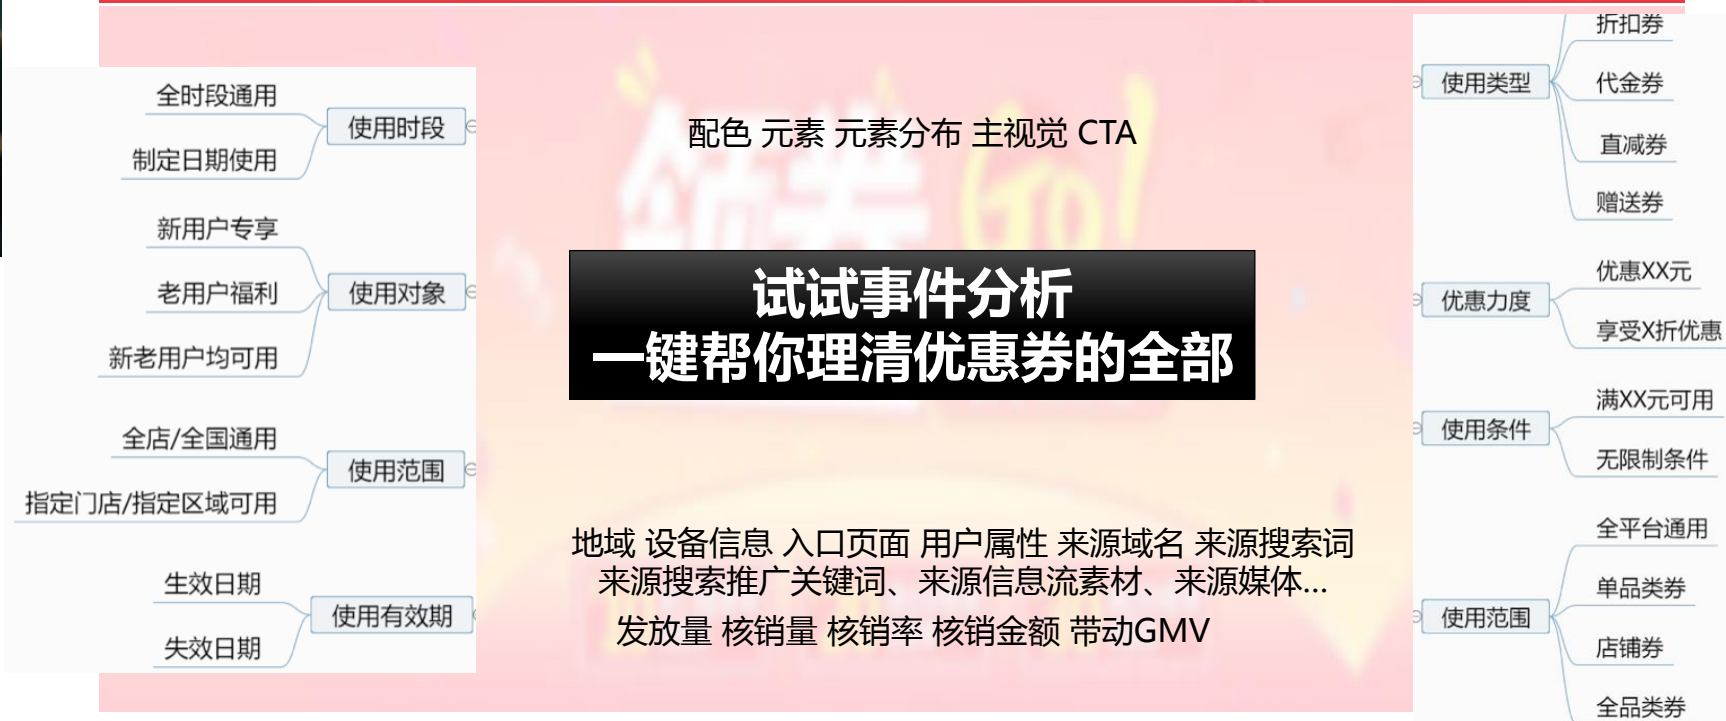 全时段通用
使用时段
制定日期使用
新用户专享
老用户福利
使用对象
新老用户均可用
全店/全国通用
使用范围
指定门店/指定区域可用
生效日期
使用有效期
失效日期
配色 元素 元素分布 主视觉 CTA
领券 GO!
试试事件分析
一键帮你理清优惠券的全部
地域 设备信息 入口页面 用户属性 来源域名 来源搜索词
来源搜索推广关键词、来源信息流素材、来源媒体...
发放量 核销量 核销率 核销金额 带动GMV
折扣券
使用类型
代金券
直减券
赠送券
优惠XX元
优惠力度
享受X折优惠
满XX元可用
使用条件
无限制条件
全平台通用
单品类券
使用范围
店铺券
全品类券